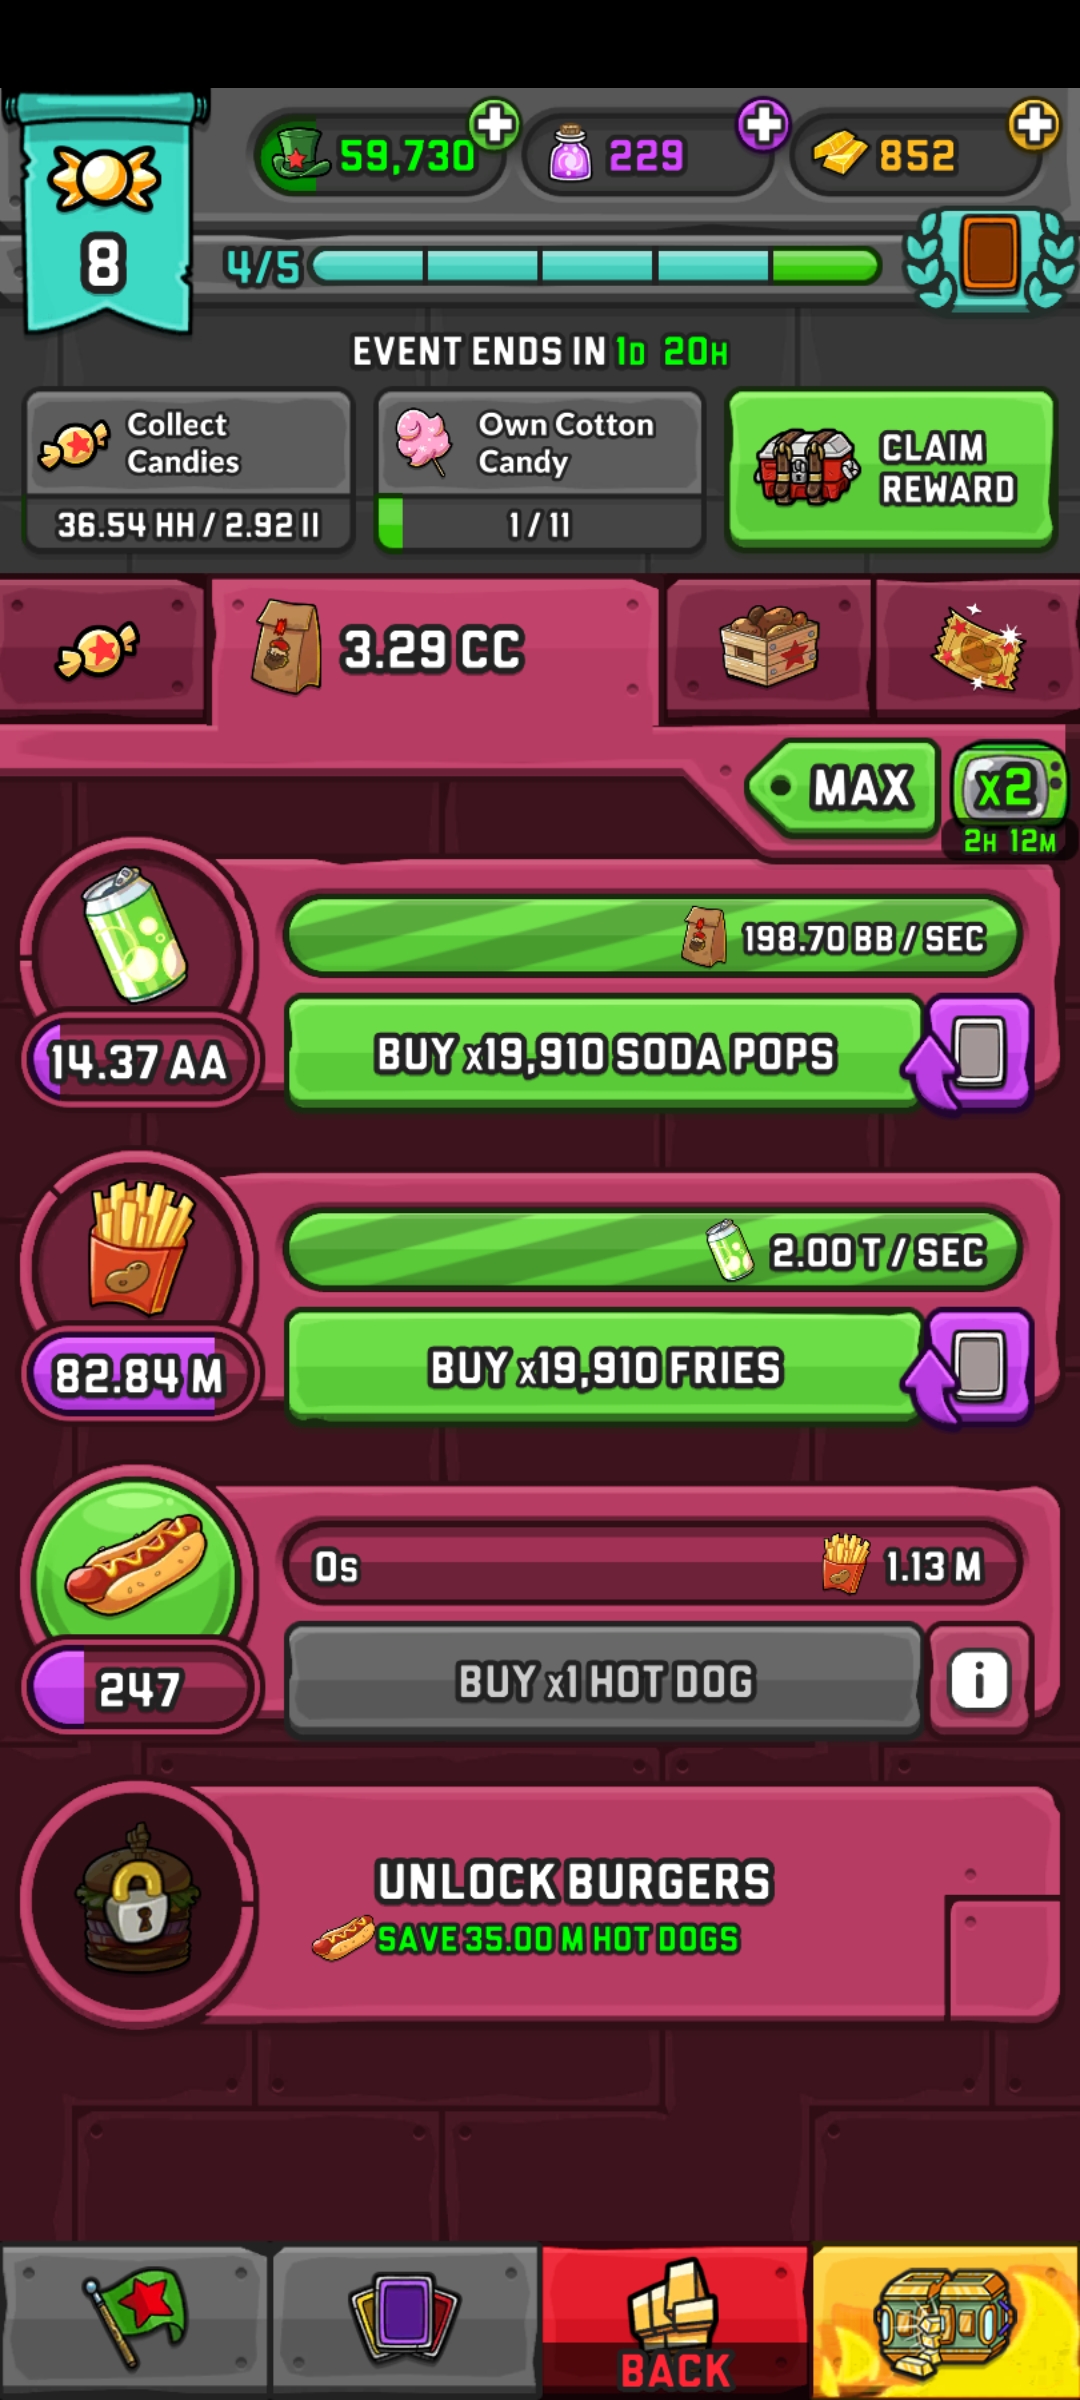 59,730
229
852
8
4/5
EVENT ENDS IN 1D 20H
Collect
Candies
36.54 HH / 2.92 II
Own Cotton
Candy
1 / 11
CLAIM
REWARD
3.29 CC
MAX
x2
2H 12M
198.70 BB / SEC
14.37 AA
BUY x19,910 SODA POPS
2.00 T / SEC
82.84 M
BUY x19,910 FRIES
0s
1.13 M
247
BUY x1 HOT DOG
i
UNLOCK BURGERS
SAVE 35.00 M HOT DOGS
BACK